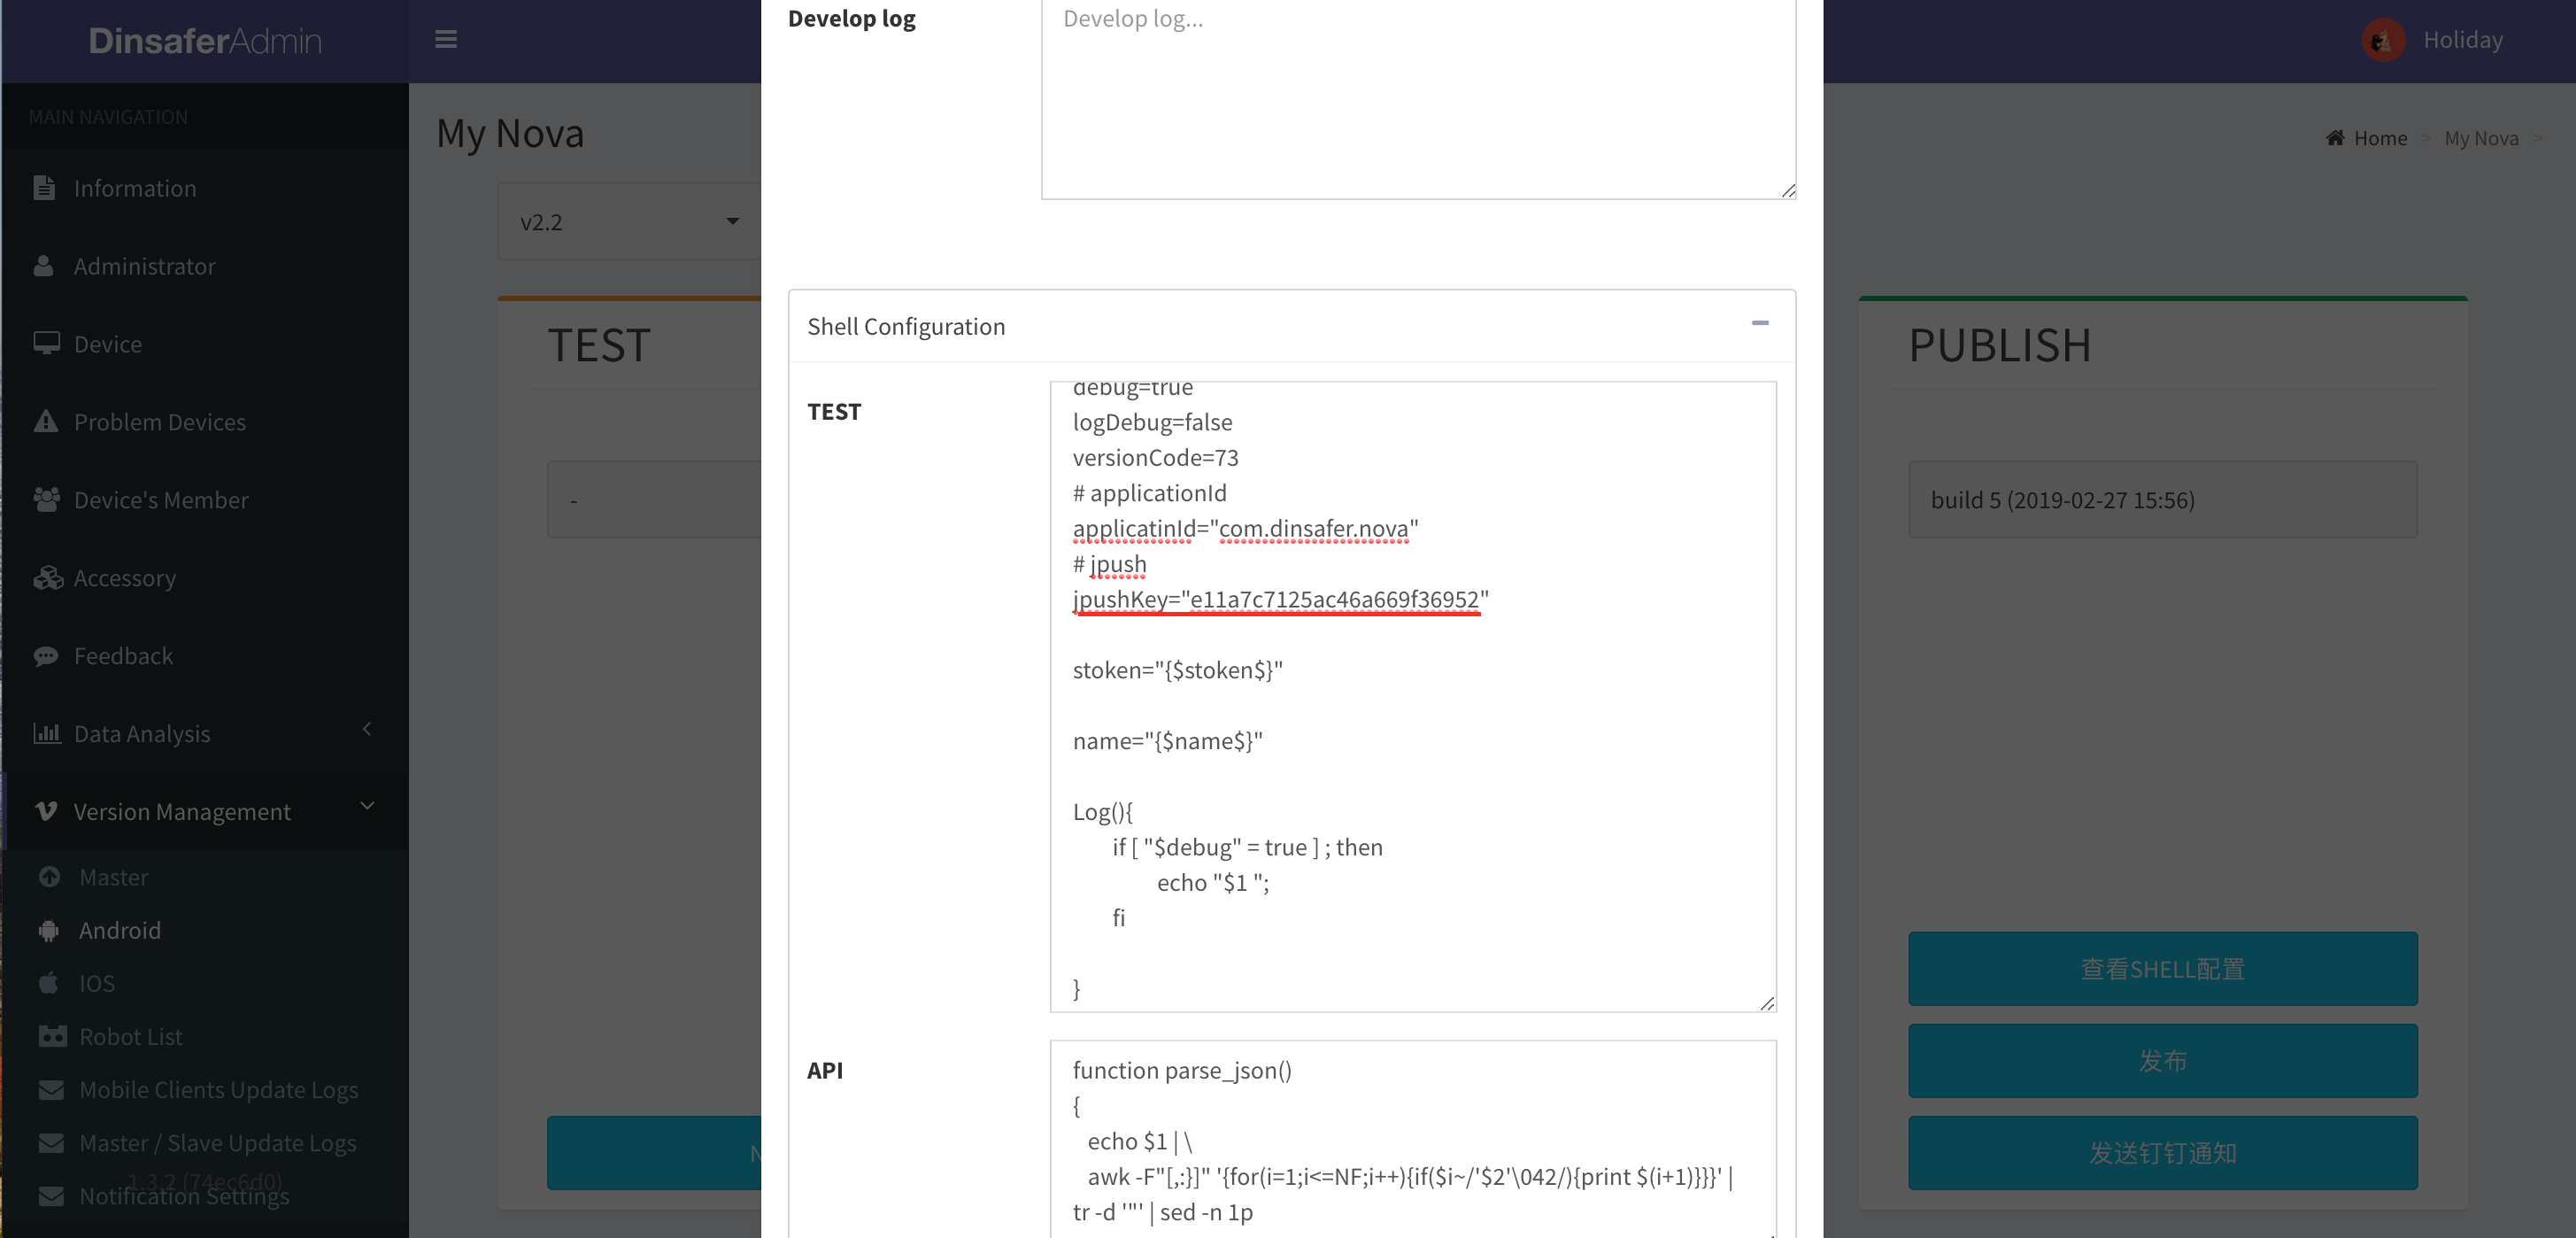 DinsaferAdmin
Holiday
MAIN NAVIGATION
Information
Administrator
Device
Problem Devices
Device's Member
Accessory
Feedback
Data Analysis
Version Management
Master
Android
IOS
Robot List
Mobile Clients Update Logs
Master / Slave Update Logs
1.3.2 (74ec6d0)
Notification Settings
My Nova
Home > My Nova >
v2.2
TEST
-
N
Develop log
Develop log...
Shell Configuration
TEST
debug=true
logDebug=false
versionCode=73
# applicationId
applicatinId="com.dinsafer.nova"
# jpush
jpushKey="e11a7c7125ac46a669f36952"
stoken="{$stoken$}"
name="{$name$}"
Log(){
if [ "$debug" = true ] ; then
echo "$1 ";
fi
}
API
function parse_json()
{
echo $1 | \
awk -F"[,:}]" '{for(i=1;i<=NF;i++){if($i~/'$2'\042/){print $(i+1)}}}' |
tr -d '"' | sed -n 1p
PUBLISH
build 5 (2019-02-27 15:56)
查看SHELL配置
发布
发送钉钉通知